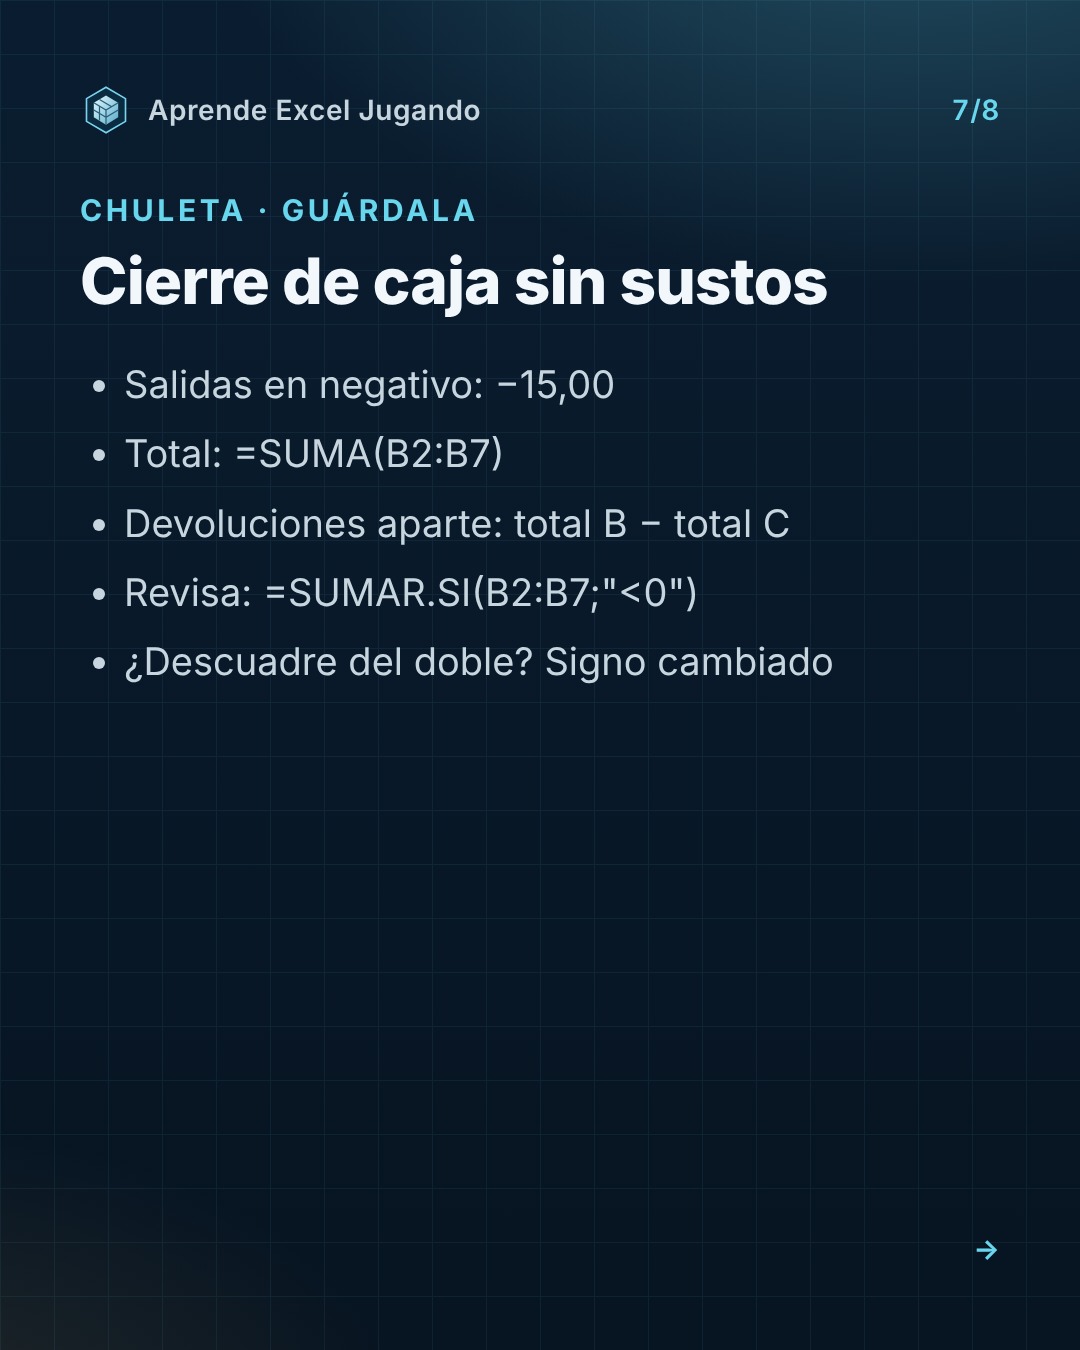 Aprende Excel Jugando
7/8
CHULETA · GUÁRDALA
Cierre de caja sin sustos
• Salidas en negativo: −15,00
• Total: =SUMA(B2:B7)
• Devoluciones aparte: total B − total C
• Revisa: =SUMAR.SI(B2:B7;"<0")
• ¿Descuadre del doble? Signo cambiado
→